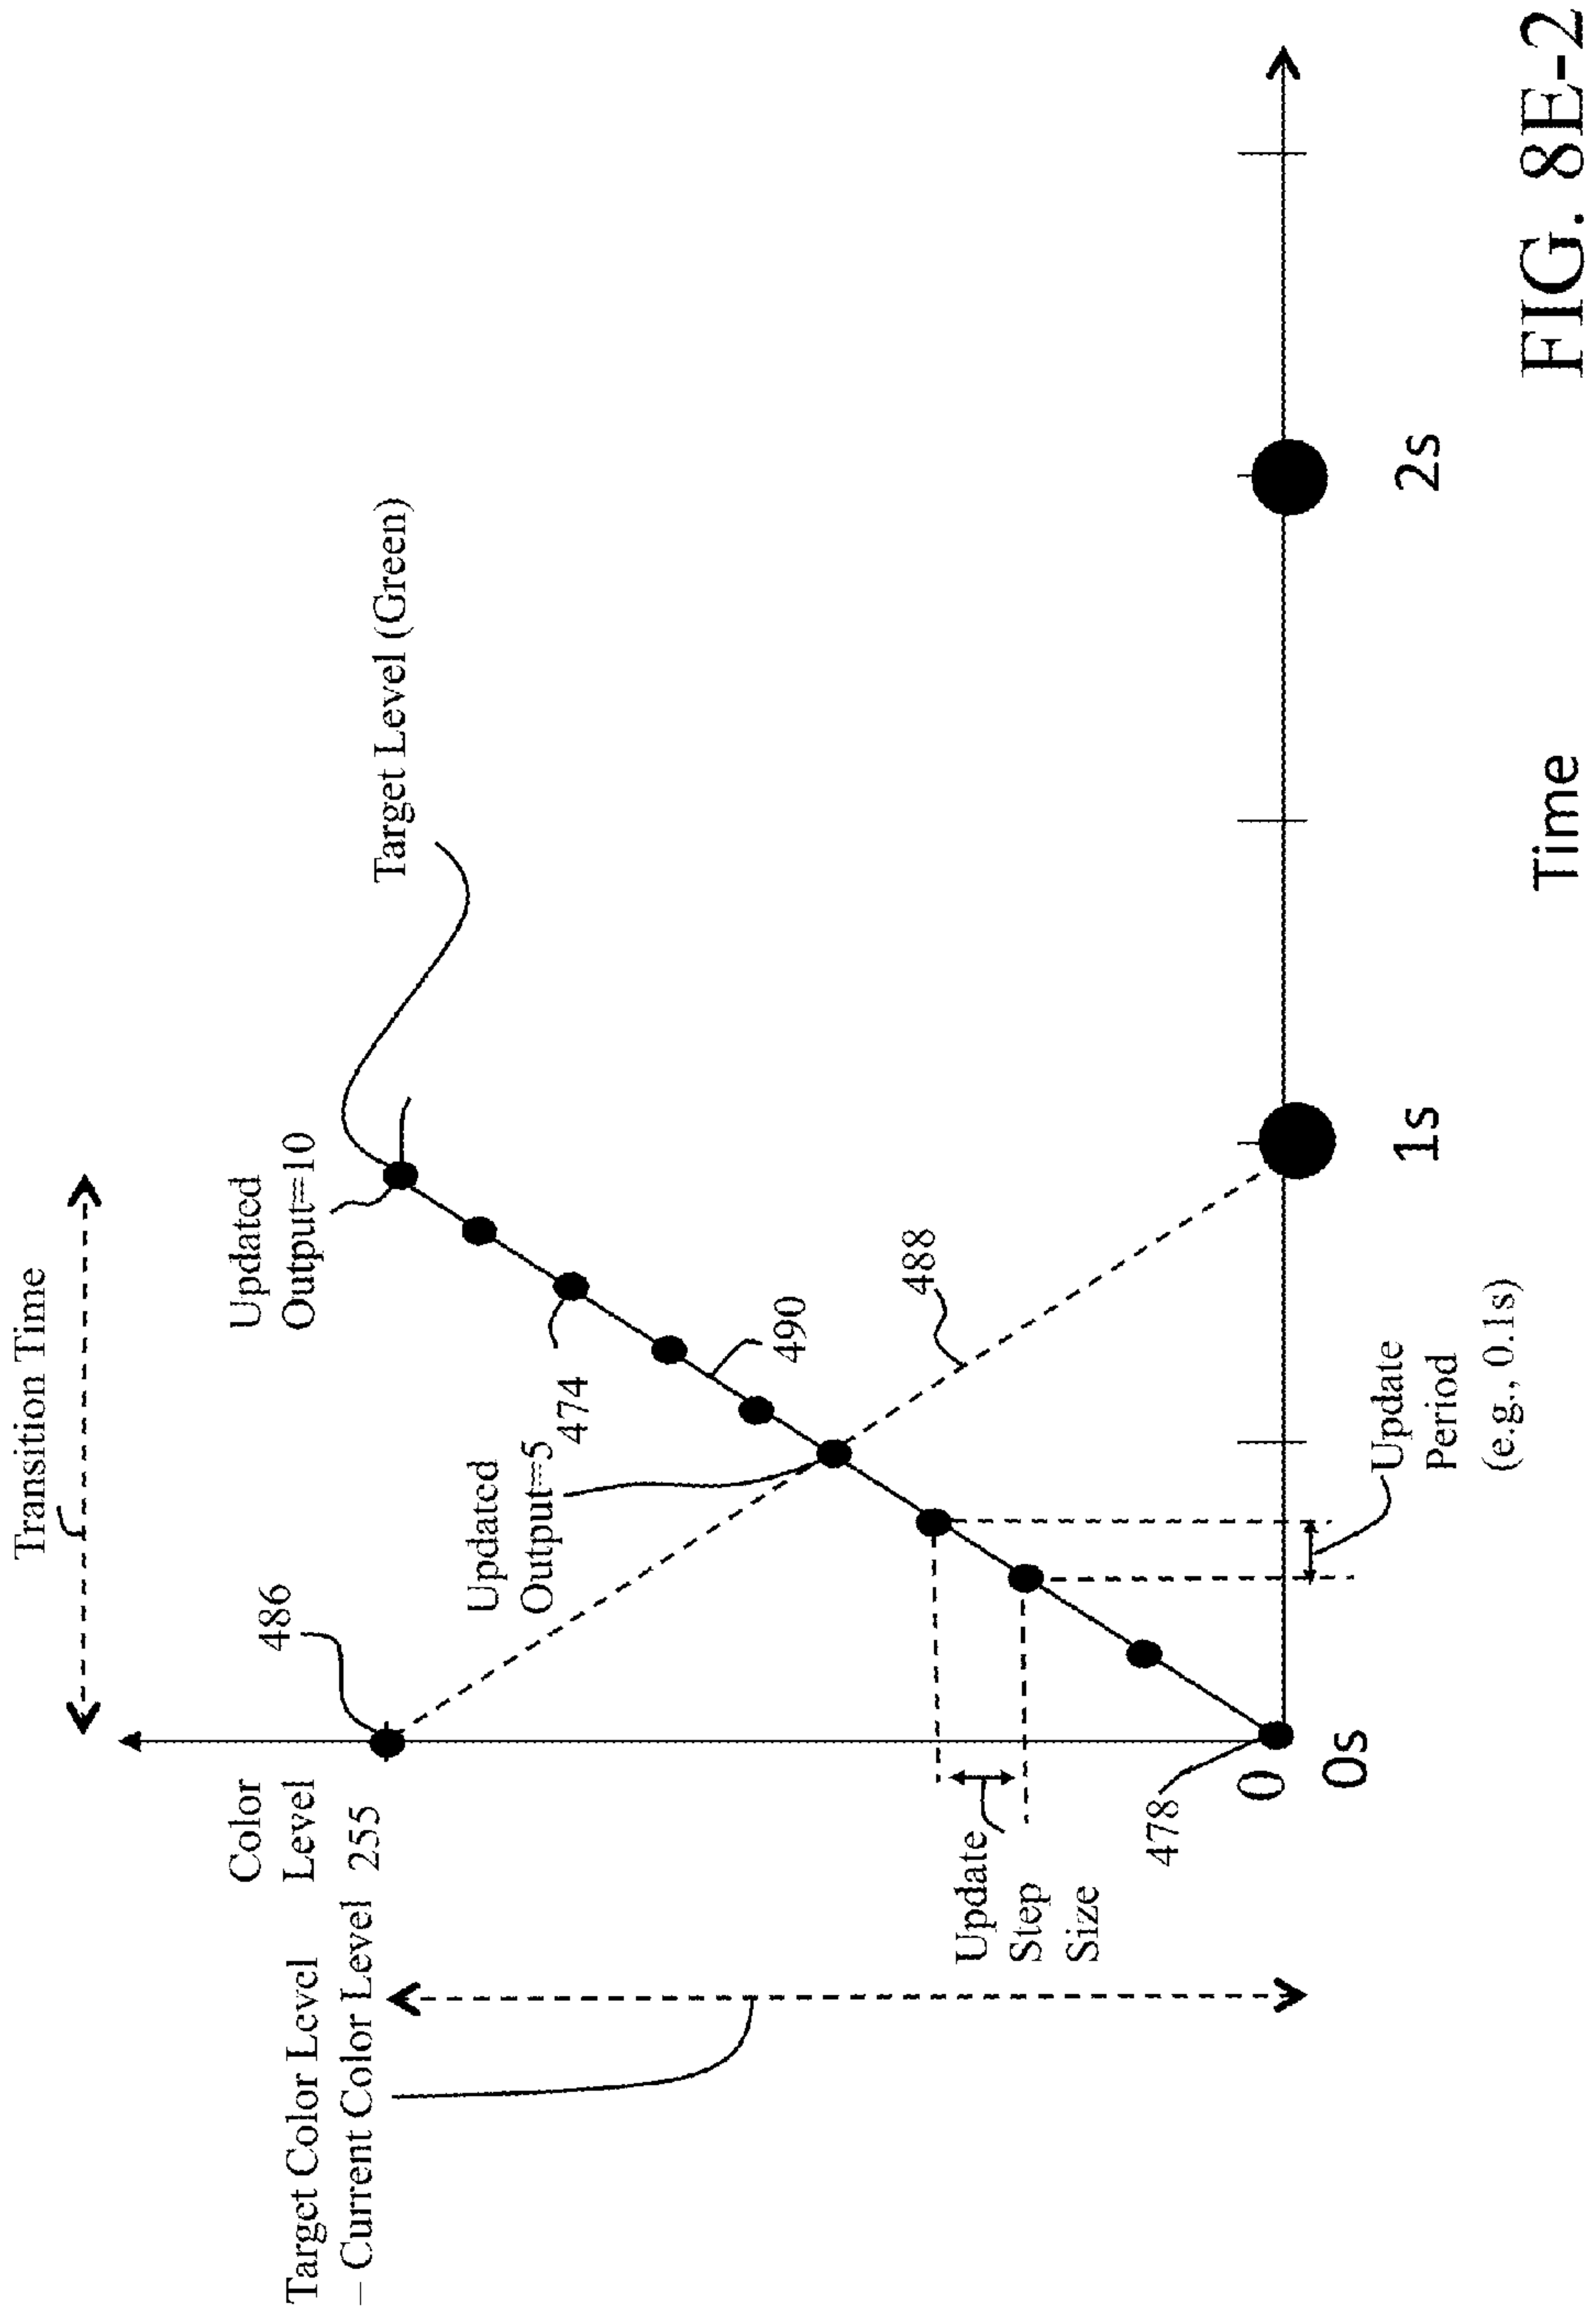 Transition Time
Target Color Level
– Current Color Level
Color
Level
255
486
Updated
Output=10
Target Level (Green)
Updated
Output=5
474
490
488
Update
Step
Size
478
0
0s
Update
Period
(e.g., 0.1s)
1s
2s
Time
FIG. 8E-2